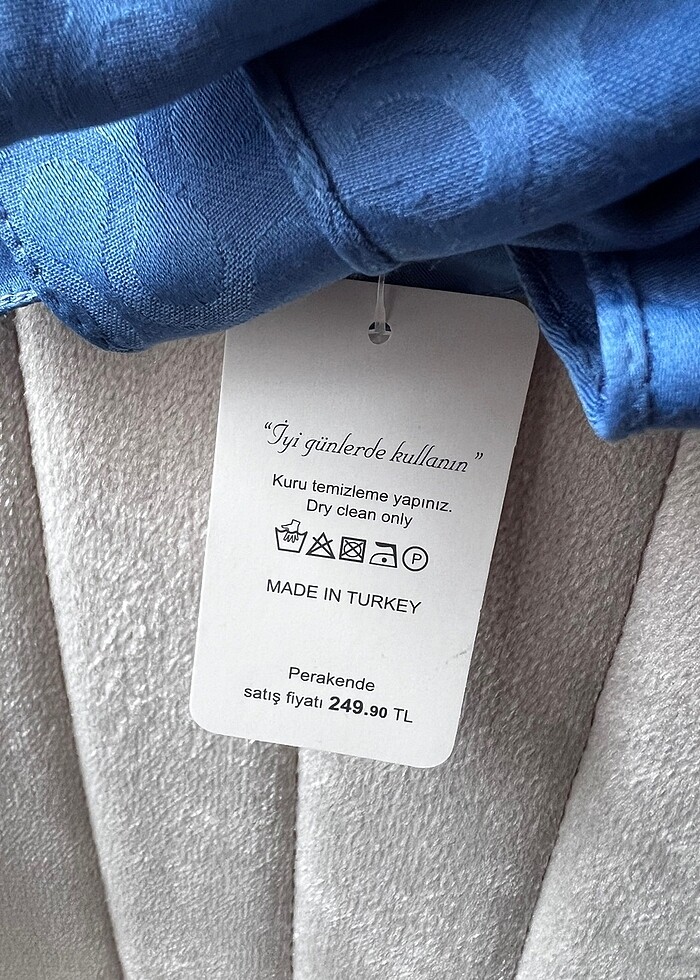 “İyi günlerde kullanın”
Kuru temizleme yapınız.
Dry clean only
P
MADE IN TURKEY
Perakende
satış fiyatı 249.90 TL